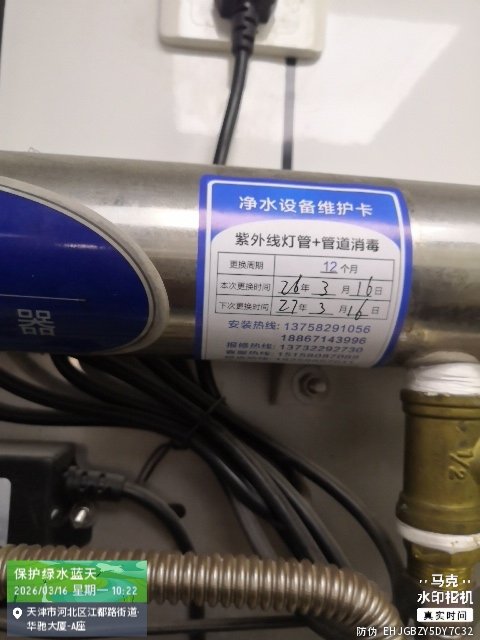 净水设备维护卡
紫外线灯管+管道消毒
更换周期 12个月
本次更换时间 26年3月16日
下次更换时间 27年3月16日
安装热线: 13758291056
18867143996
报修热线: 13732292730
器
1/2
保护绿水蓝天
2026/03/16 星期一 10:22
天津市河北区江都路街道·
华驰大厦-A座
马克
水印相机
真实时间
防伪 EHJGBZY5DY7C32